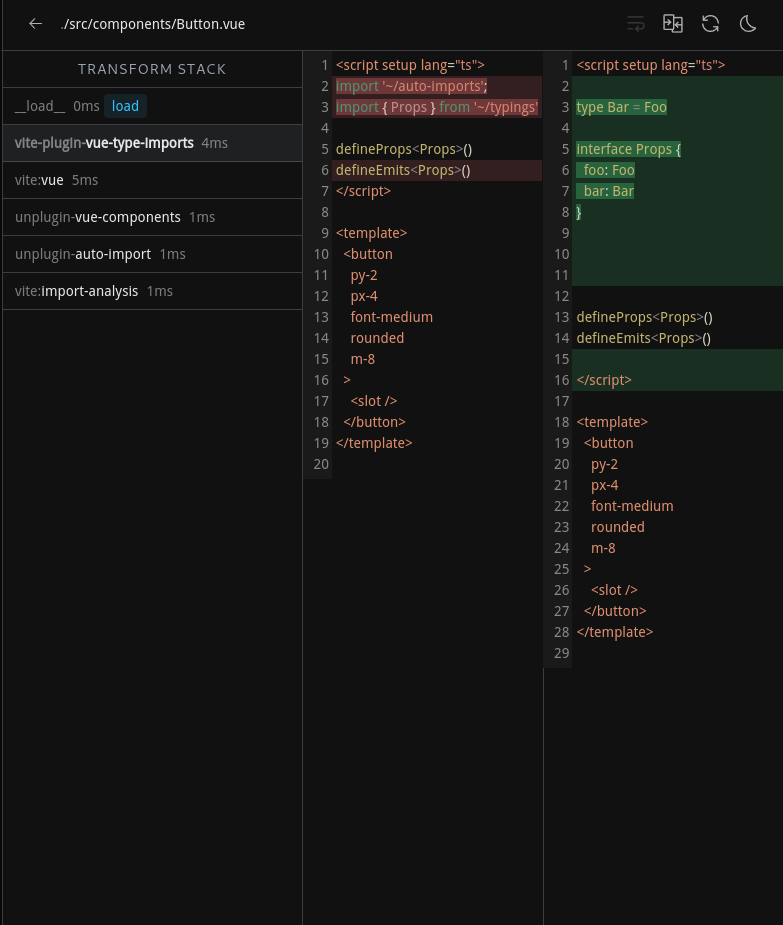 ./src/components/Button.vue
TRANSFORM STACK
__load__ 0ms load
vite-plugin-vue-type-imports 4ms
vite:vue 5ms
unplugin-vue-components 1ms
unplugin-auto-import 1ms
vite:import-analysis 1ms
1 <script setup lang="ts">
2 import '~/auto-imports';
3 import { Props } from '~/typings'
4
5 defineProps<Props>()
6 defineEmits<Props>()
7 </script>
8
9 <template>
10   <button
11     py-2
12     px-4
13     font-medium
14     rounded
15     m-8
16   >
17     <slot />
18   </button>
19 </template>
20
1 <script setup lang="ts">
2
3 type Bar = Foo
4
5 interface Props {
6   foo: Foo
7   bar: Bar
8 }
9
10
11
12
13 defineProps<Props>()
14 defineEmits<Props>()
15
16 </script>
17
18 <template>
19   <button
20     py-2
21     px-4
22     font-medium
23     rounded
24     m-8
25   >
26     <slot />
27   </button>
28 </template>
29